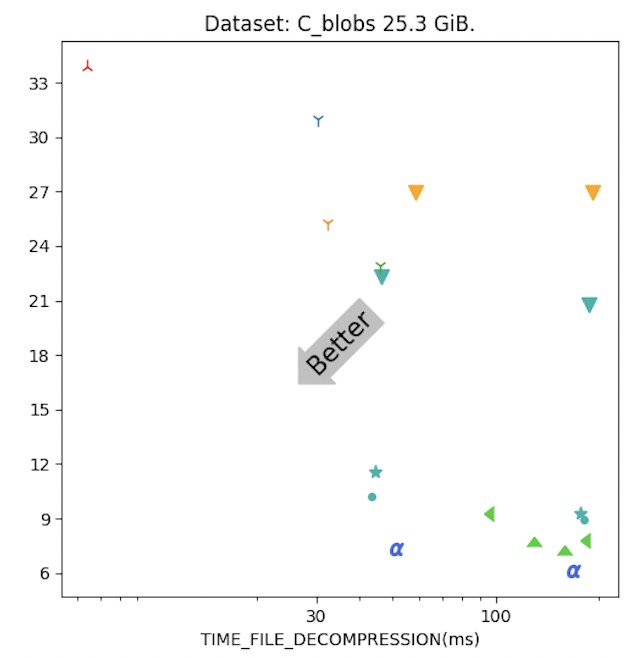 Dataset: C_blobs 25.3 GiB.
33
30
27
24
21
18
15
12
9
6
Better
α
α
30
100
TIME_FILE_DECOMPRESSION(ms)